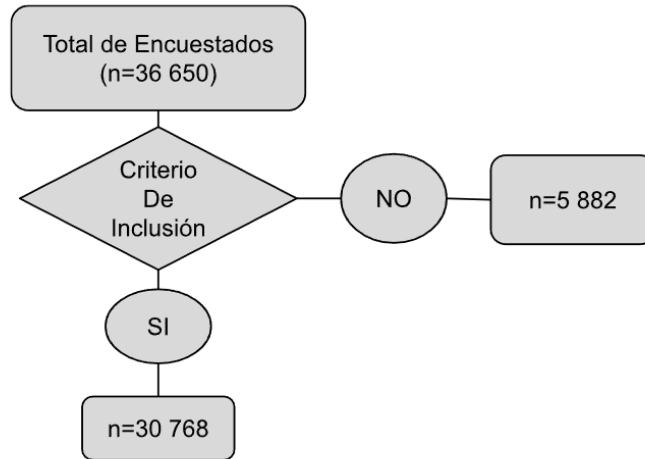 Total de Encuestados
(n=36 650)
Criterio
De
Inclusión
NO
n=5 882
SI
n=30 768